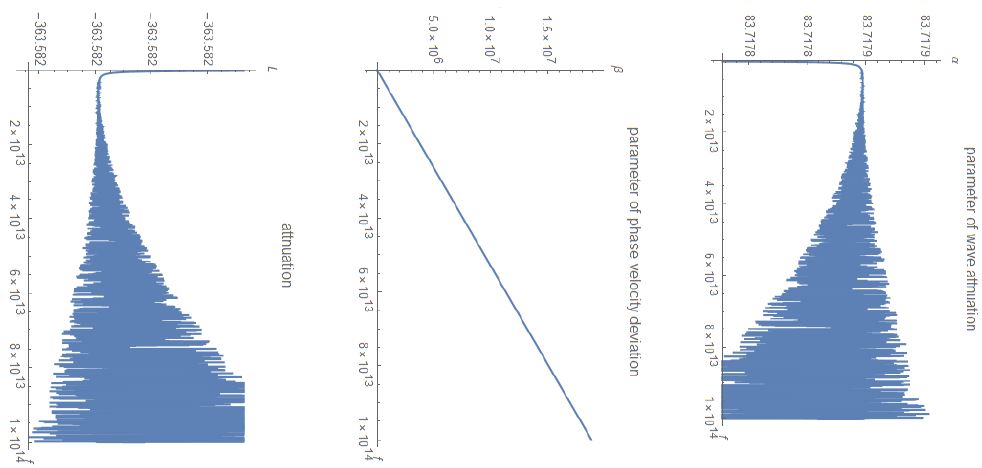 parameter of wave attnuation
α
83.7179
83.7179
83.7178
83.7178
2×10¹³ 4×10¹³ 6×10¹³ 8×10¹³ 1×10¹⁴ f
parameter of phase velocity deviation
β
1.5×10⁷
1.0×10⁷
5.0×10⁶
2×10¹³ 4×10¹³ 6×10¹³ 8×10¹³ 1×10¹⁴ f
attnuation
L
-363.582
-363.582
-363.582
-363.582
2×10¹³ 4×10¹³ 6×10¹³ 8×10¹³ 1×10¹⁴ f